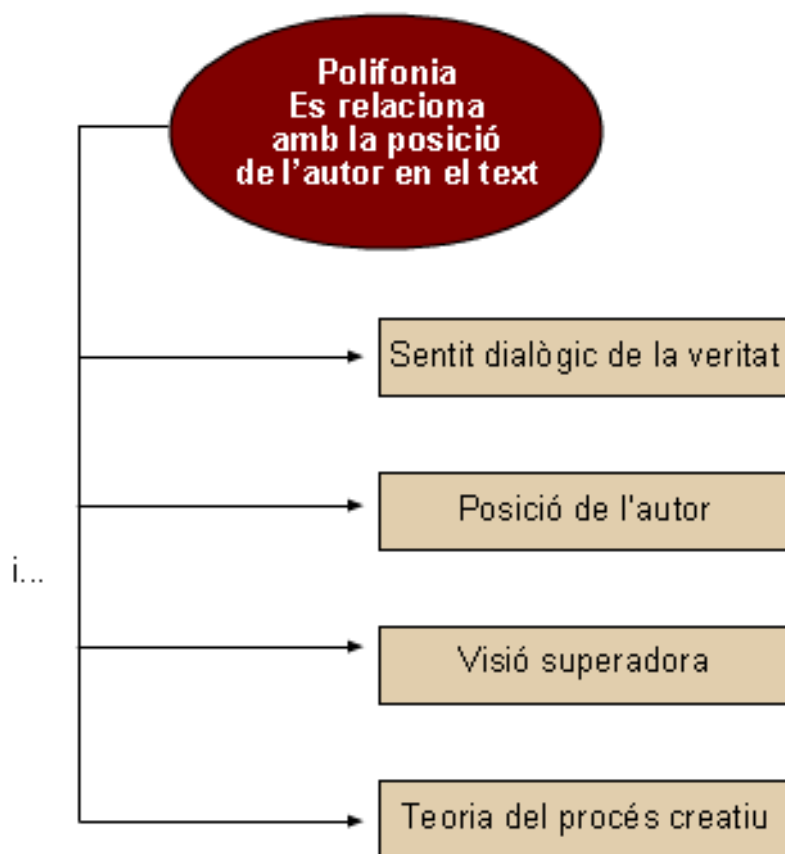 Polifonia
Es relaciona
amb la posició
de l'autor en el text
Sentit dialògic de la veritat
Posició de l'autor
i...
Visió superadora
Teoria del procés creatiu